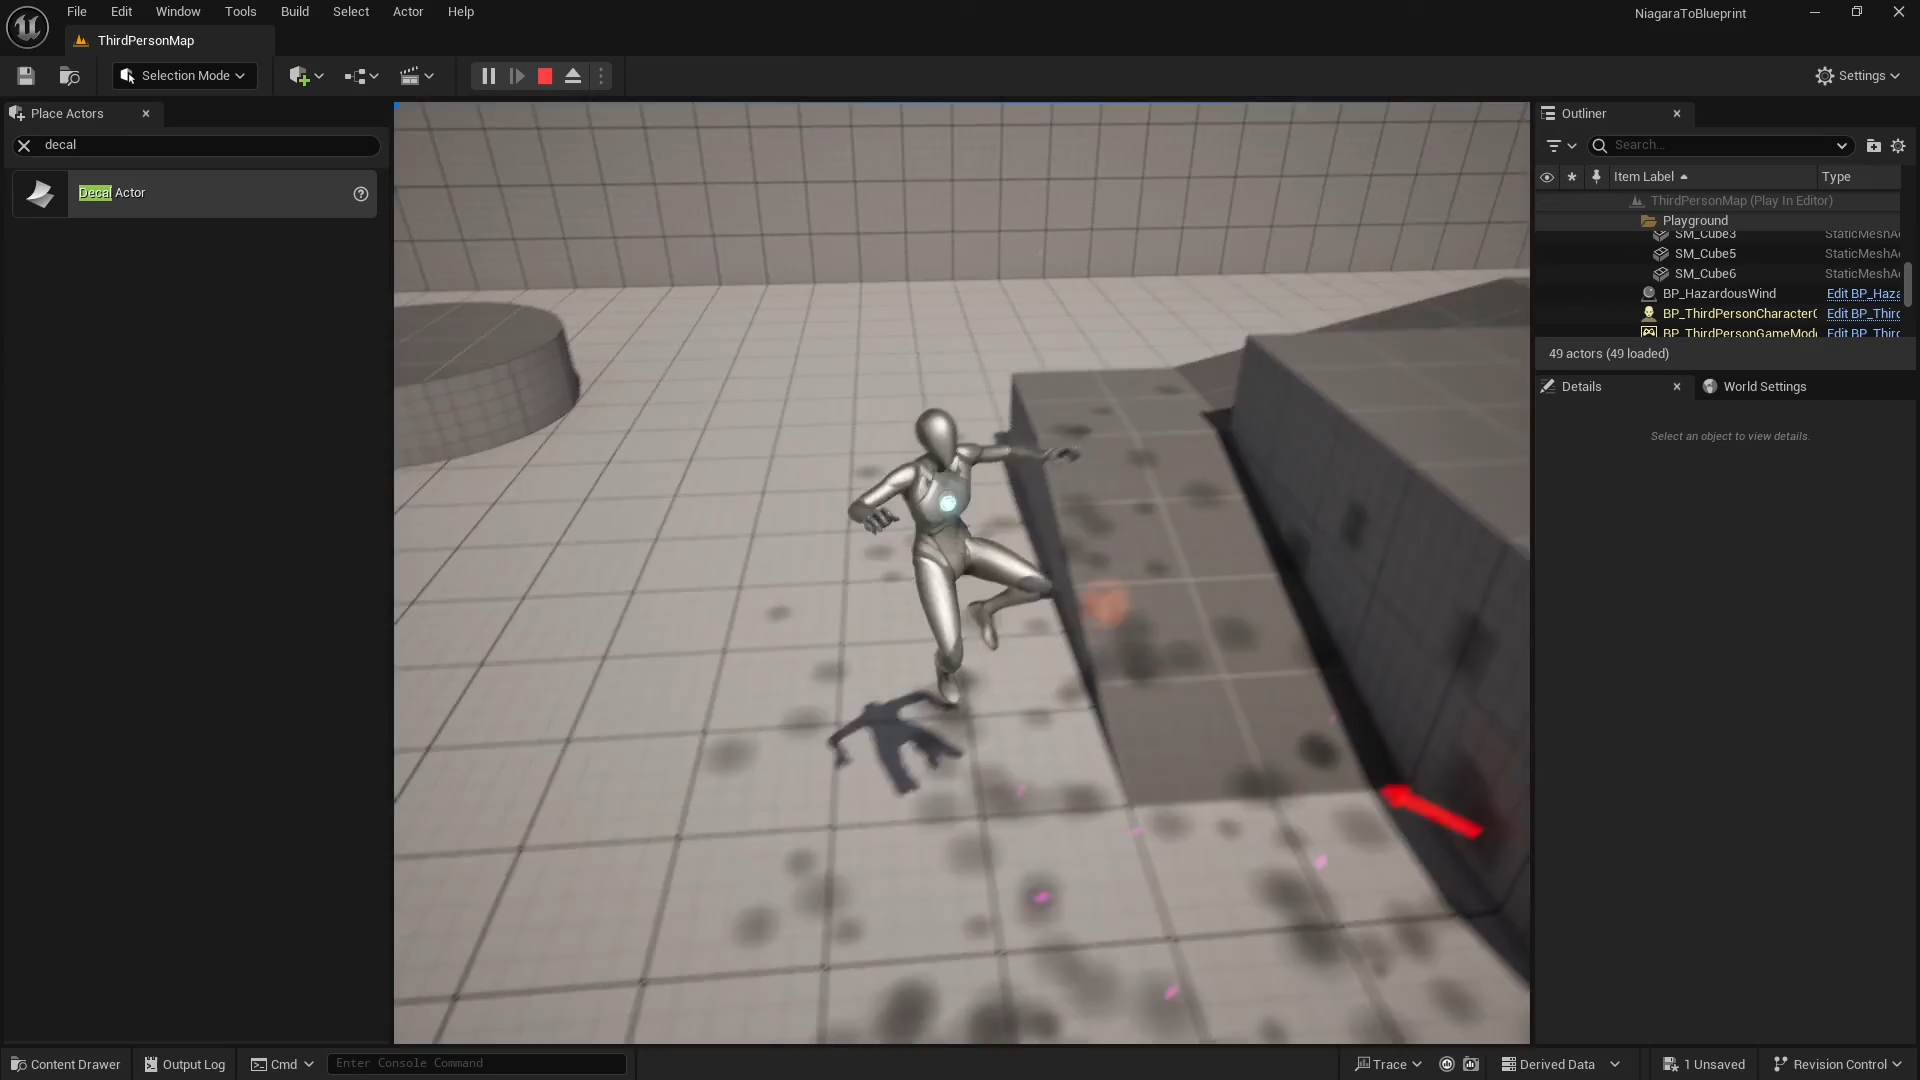 File Edit Window Tools Build Select Actor Help
NiagaraToBlueprint
ThirdPersonMap
Selection Mode
Settings
Place Actors
decal
Decal Actor
Outliner
Search...
Item Label
Type
ThirdPersonMap (Play In Editor)
Playground
SM_Cube3 StaticMeshA
SM_Cube5 StaticMeshA
SM_Cube6 StaticMeshA
BP_HazardousWind Edit BP_Haza
BP_ThirdPersonCharacter Edit BP_Thir
BP_ThirdPersonGameMod Edit BP_Thir
49 actors (49 loaded)
Details
World Settings
Select an object to view details.
Content Drawer
Output Log
Cmd
Enter Console Command
Trace
Derived Data
1 Unsaved
Revision Control